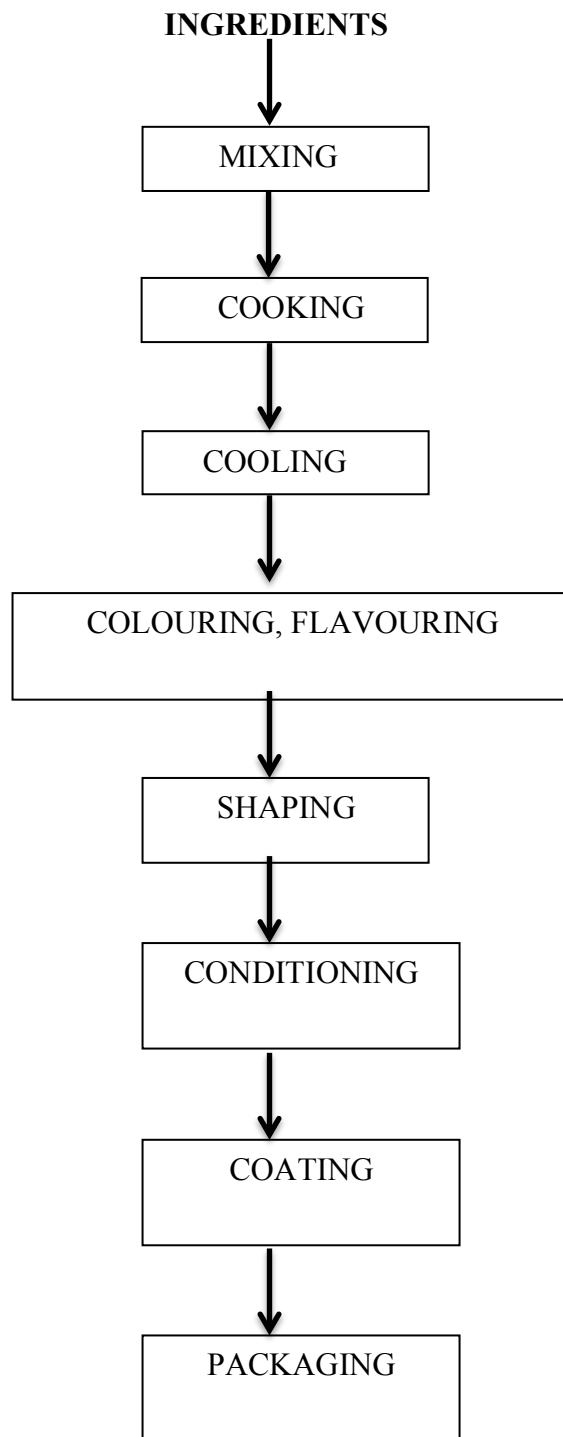 INGREDIENTS
MIXING
COOKING
COOLING
COLOURING, FLAVOURING
SHAPING
CONDITIONING
COATING
PACKAGING